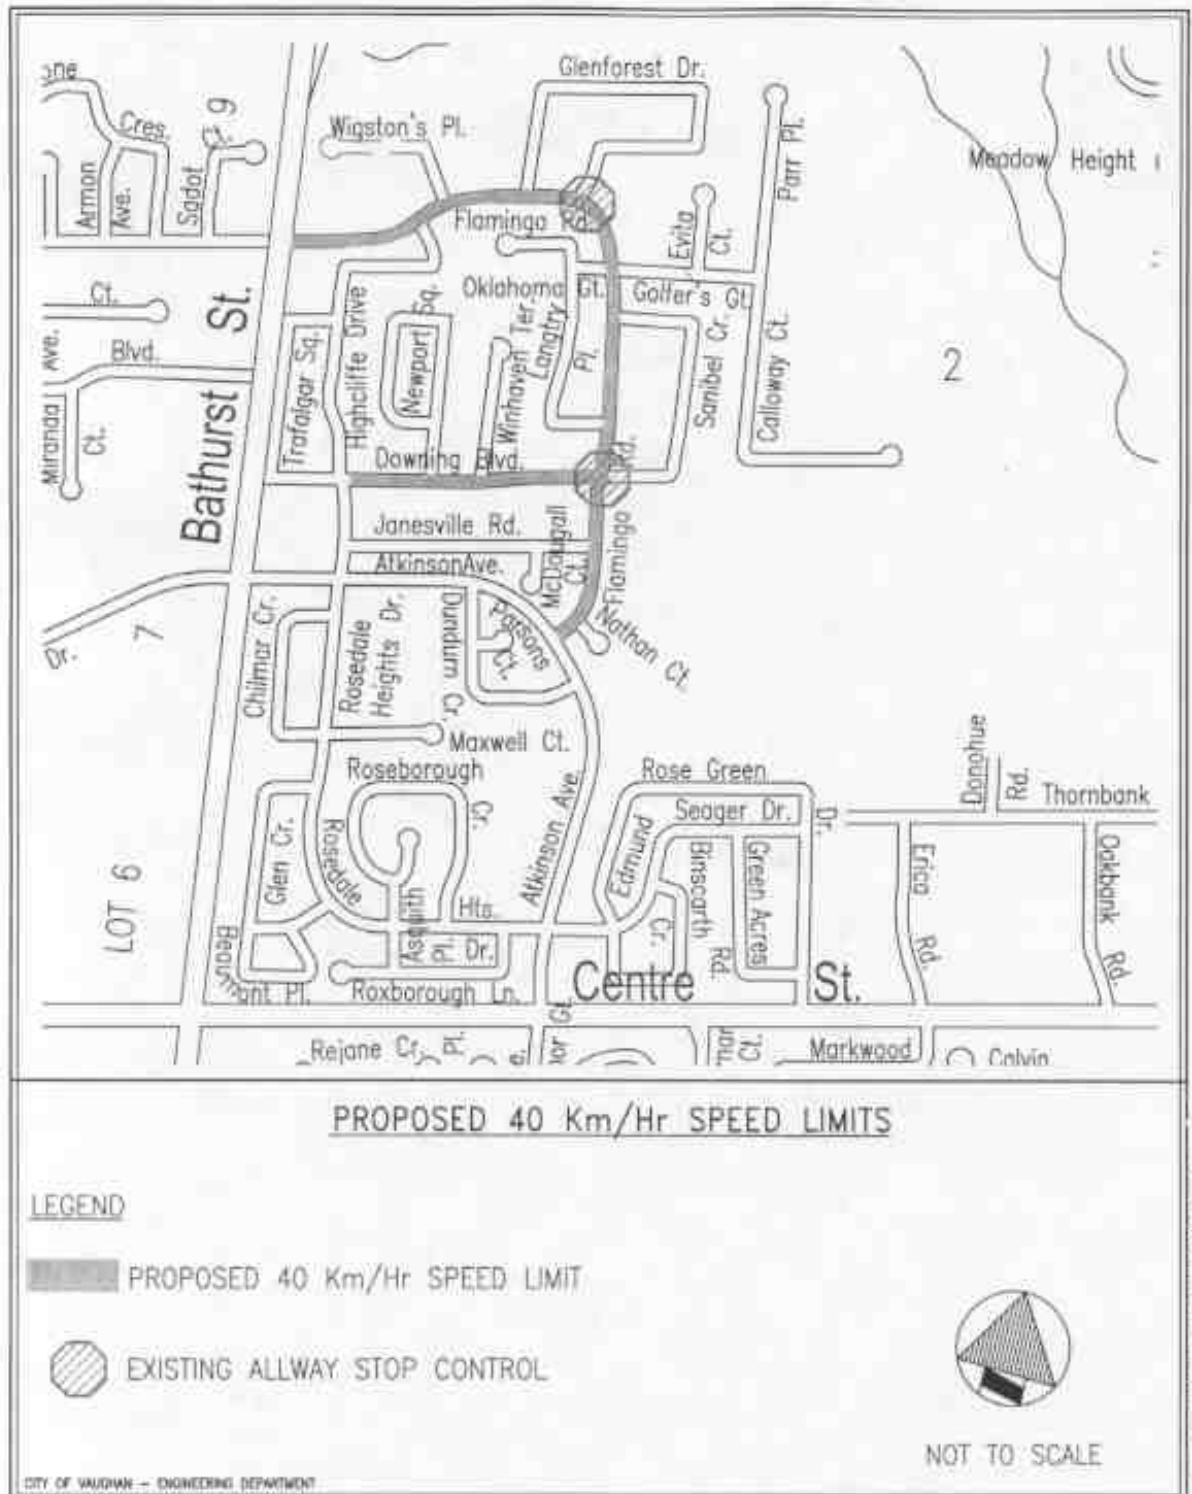 Glenforest Dr.
Cres.
9
Wigston's Pl.
Armon
Ave.
Sadot
Ct.
Parr Pl.
Meadow Height
Flamingo Rd.
Evita
Ct.
Ct.
Oklahoma Gt.
Golfer's Gt.
Bathurst St.
Trafalgar Sq.
Highcliffe Drive
Newport Sq.
Winhaven Ter.
Langtry
Pl.
Sanibel Cr.
Calloway Ct.
2
Miranda Ave.
Blvd.
Ct.
Downing Blvd.
Flamingo Rd.
Janesville Rd.
McDougall
Ct.
Atkinson Ave.
Nathan Ct.
Parsons
Ct.
Dundurn Cr.
7
Dr.
Chilmar Cr.
Rosedale
Heights Dr.
Maxwell Ct.
Roseborough
Cr.
Rose Green
Dr.
Donohue
Rd.
Thornbank
Seager Dr.
Edmund
Cr.
Binscarth
Rd.
Green Acres
Erica
Rd.
Oakbank
Rd.
Atkinson Ave.
Glen Cr.
Rosedale
Hts.
Dr.
Asquith
Pl.
LOT 6
Beaumont Pl.
Roxborough Ln.
Centre St.
Rejane Cr.
Pl.
Gt.
Ct.
Markwood
Calvin
PROPOSED 40 Km/Hr SPEED LIMITS
LEGEND
PROPOSED 40 Km/Hr SPEED LIMIT
EXISTING ALLWAY STOP CONTROL
NOT TO SCALE
CITY OF VAUGHAN – ENGINEERING DEPARTMENT